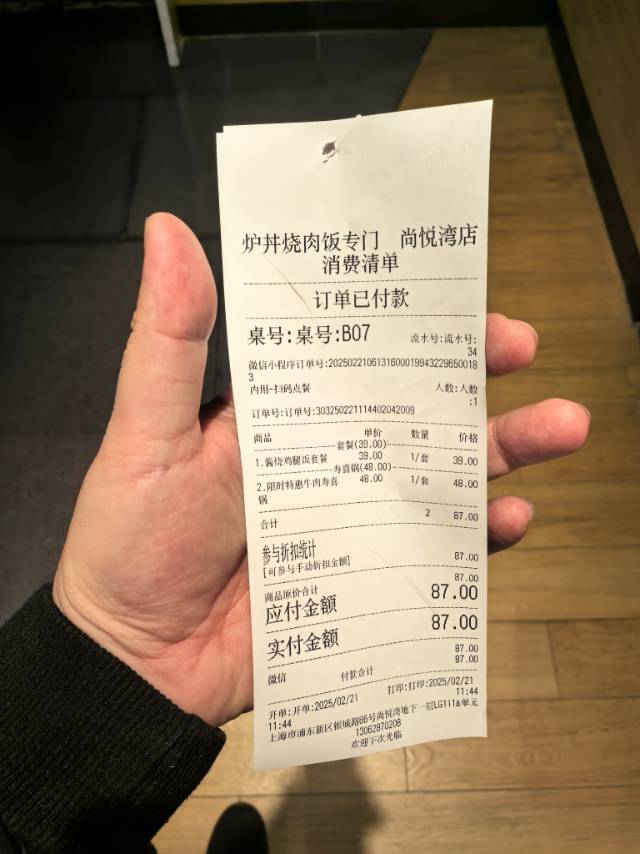 炉丼烧肉饭专门 尚悦湾店
消费清单
订单已付款
桌号:桌号:B07 流水号:流水号:
34
微信小程序订单号:2025022106131600019943229650018
3
内用-扫码点餐 人数:人数
:1
订单号:订单号:303250221114402042009
商品 单价 数量 价格
套餐(39.00)
1.酱烧鸡腿饭套餐 39.00 1/套 39.00
寿喜锅(48.00)
2.限时特惠牛肉寿喜 48.00 1/套 48.00
锅
合计 2 87.00
参与折扣统计
[可参与手动折扣金额] 87.00
商品原价合计 87.00
应付金额 87.00
实付金额 87.00
微信 87.00
付款合计 87.00
开单:开单:2025/02/21 打印:打印:2025/02/21
11:44 11:44
上海市浦东新区银城路66号尚悦湾地下一层LG111a单元
13062870208
欢迎下次光临